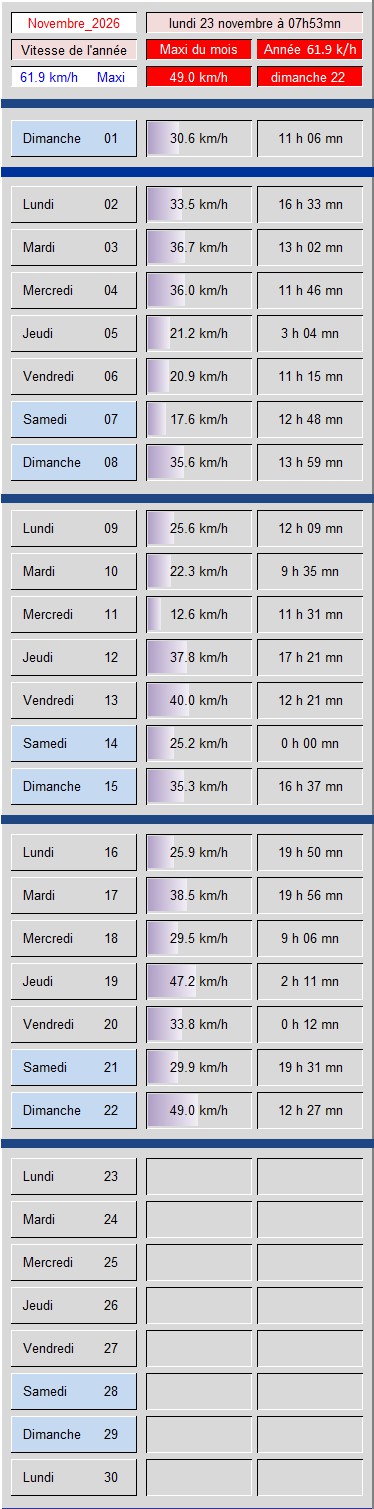 Novembre_2026 lundi 23 novembre à 07h53mn
Vitesse de l'année Maxi du mois Année 61.9 k/h
61.9 km/h Maxi 49.0 km/h dimanche 22
Dimanche 01 30.6 km/h 11 h 06 mn
Lundi 02 33.5 km/h 16 h 33 mn
Mardi 03 36.7 km/h 13 h 02 mn
Mercredi 04 36.0 km/h 11 h 46 mn
Jeudi 05 21.2 km/h 3 h 04 mn
Vendredi 06 20.9 km/h 11 h 15 mn
Samedi 07 17.6 km/h 12 h 48 mn
Dimanche 08 35.6 km/h 13 h 59 mn
Lundi 09 25.6 km/h 12 h 09 mn
Mardi 10 22.3 km/h 9 h 35 mn
Mercredi 11 12.6 km/h 11 h 31 mn
Jeudi 12 37.8 km/h 17 h 21 mn
Vendredi 13 40.0 km/h 12 h 21 mn
Samedi 14 25.2 km/h 0 h 00 mn
Dimanche 15 35.3 km/h 16 h 37 mn
Lundi 16 25.9 km/h 19 h 50 mn
Mardi 17 38.5 km/h 19 h 56 mn
Mercredi 18 29.5 km/h 9 h 06 mn
Jeudi 19 47.2 km/h 2 h 11 mn
Vendredi 20 33.8 km/h 0 h 12 mn
Samedi 21 29.9 km/h 19 h 31 mn
Dimanche 22 49.0 km/h 12 h 27 mn
Lundi 23
Mardi 24
Mercredi 25
Jeudi 26
Vendredi 27
Samedi 28
Dimanche 29
Lundi 30